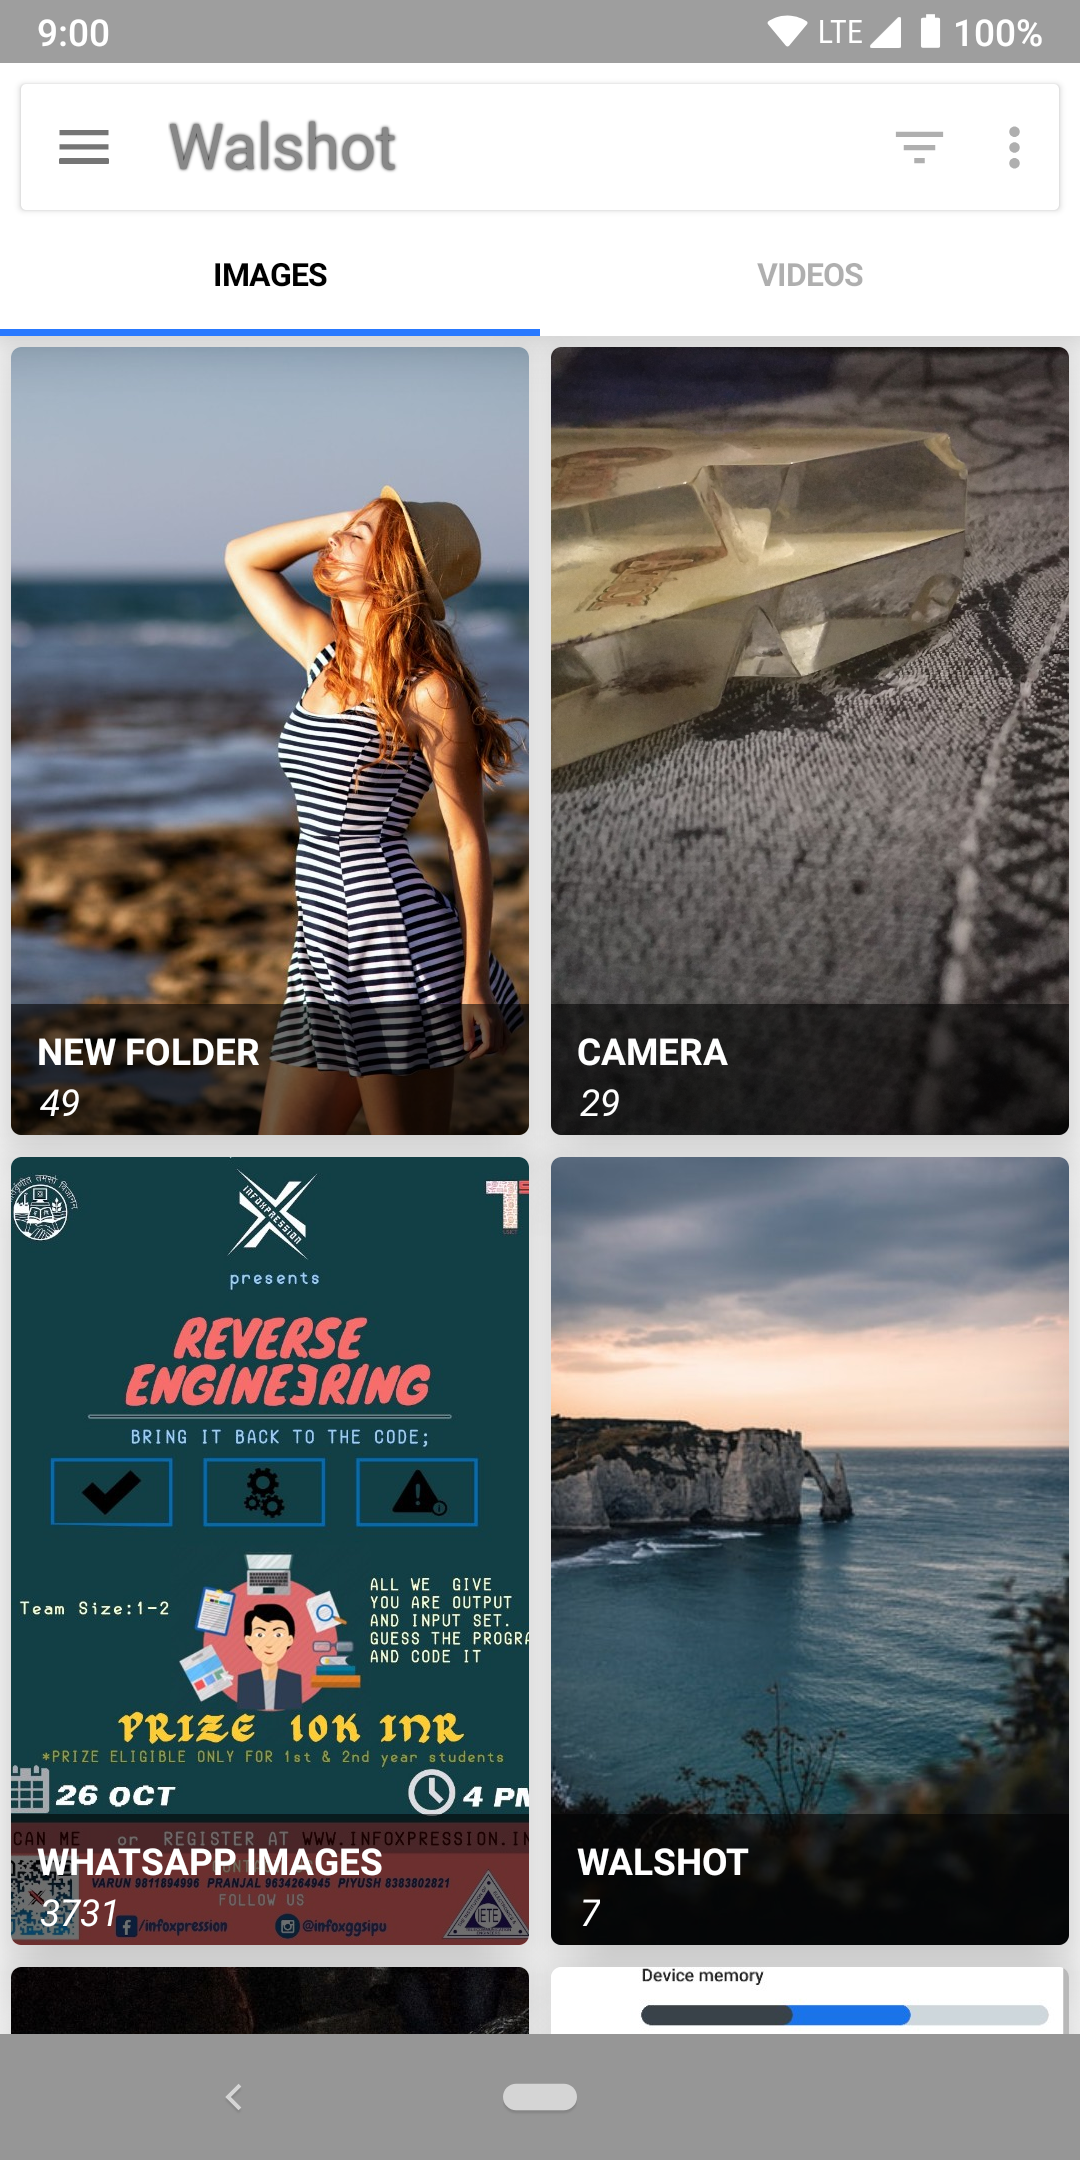 9:00
LTE 100%
Walshot
IMAGES
VIDEOS
NEW FOLDER
49
CAMERA
29
INFOXPRESSION
presents
REVERSE
ENGINEERING
BRING IT BACK TO THE CODE;
Team Size:1-2
ALL WE GIVE
YOU ARE OUTPUT
AND INPUT SET.
GUESS THE PROGRA
AND CODE IT
PRIZE 10K INR
*PRIZE ELIGIBLE ONLY FOR 1st & 2nd year students
26 OCT
4 PM
CAN ME or REGISTER AT WWW.INFOXPRESSION.IN
WHATSAPP IMAGES
VARUN 9811894996 PRANJAL 9634264945 PIYUSH 8383802821
FOLLOW US
3731
/infoxpression
@infoxggsipu
IETE
WALSHOT
7
Device memory